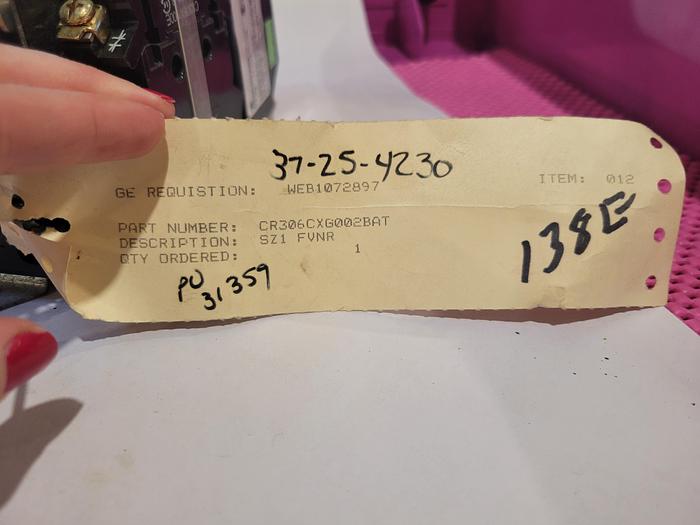 37-25-4230
GE REQUISTION: WEB1072897
ITEM: 012
PART NUMBER: CR306CXG002BAT
DESCRIPTION: SZ1 FVNR
QTY ORDERED: 1
138E
PO
31359